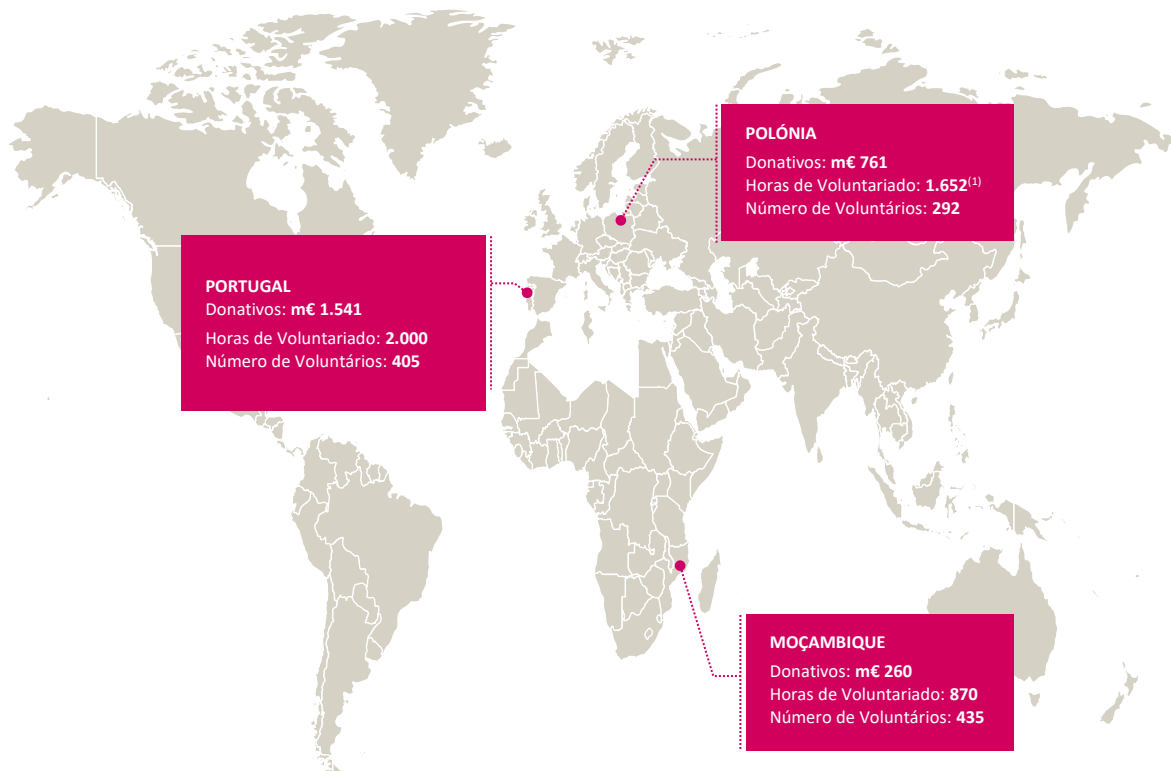 POLÓNIA
Donativos: m€ 761
Horas de Voluntariado: 1.652(1)
Número de Voluntários: 292
PORTUGAL
Donativos: m€ 1.541
Horas de Voluntariado: 2.000
Número de Voluntários: 405
MOÇAMBIQUE
Donativos: m€ 260
Horas de Voluntariado: 870
Número de Voluntários: 435